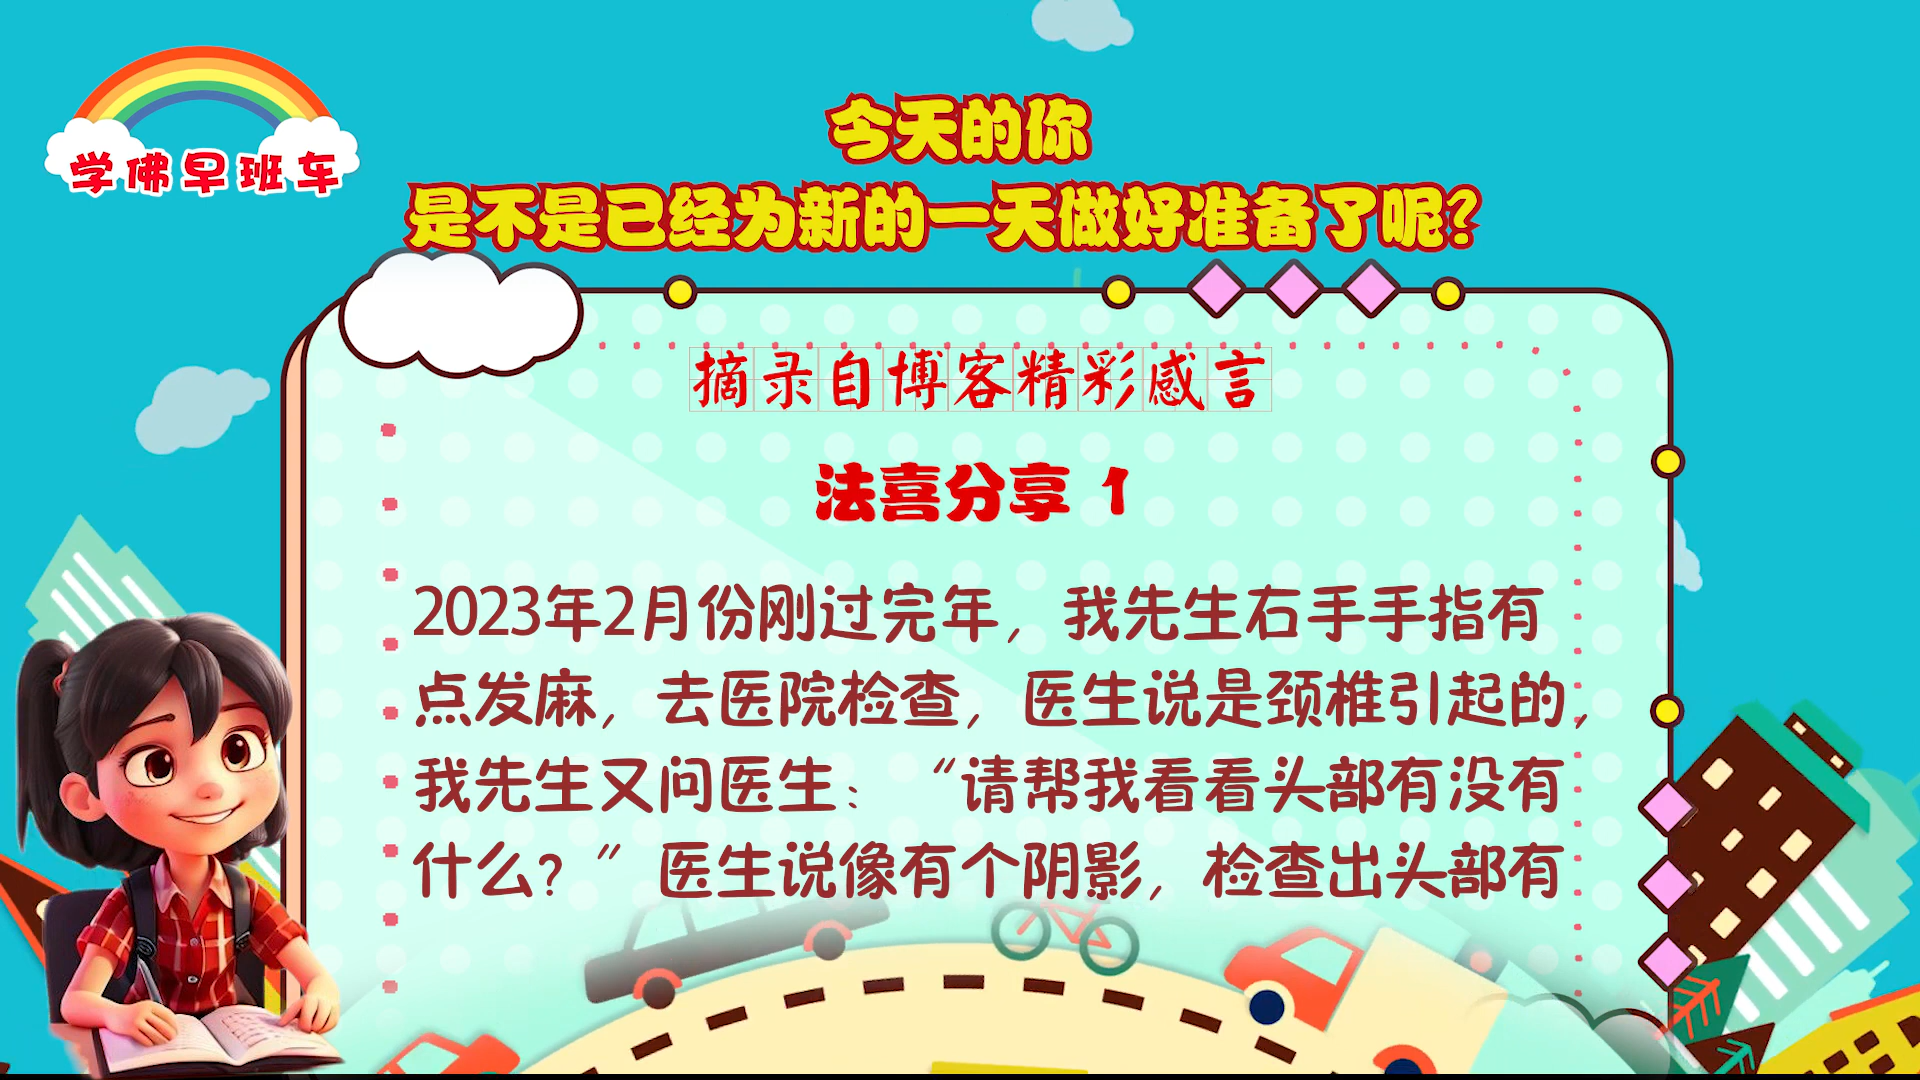 学佛早班车
今天的你
是不是已经为新的一天做好准备了呢?
摘录自博客精彩感言
法喜分享 1
2023年2月份刚过完年，我先生右手手指有
点发麻，去医院检查，医生说是颈椎引起的，
我先生又问医生：“请帮我看看头部有没有
什么？”医生说像有个阴影，检查出头部有